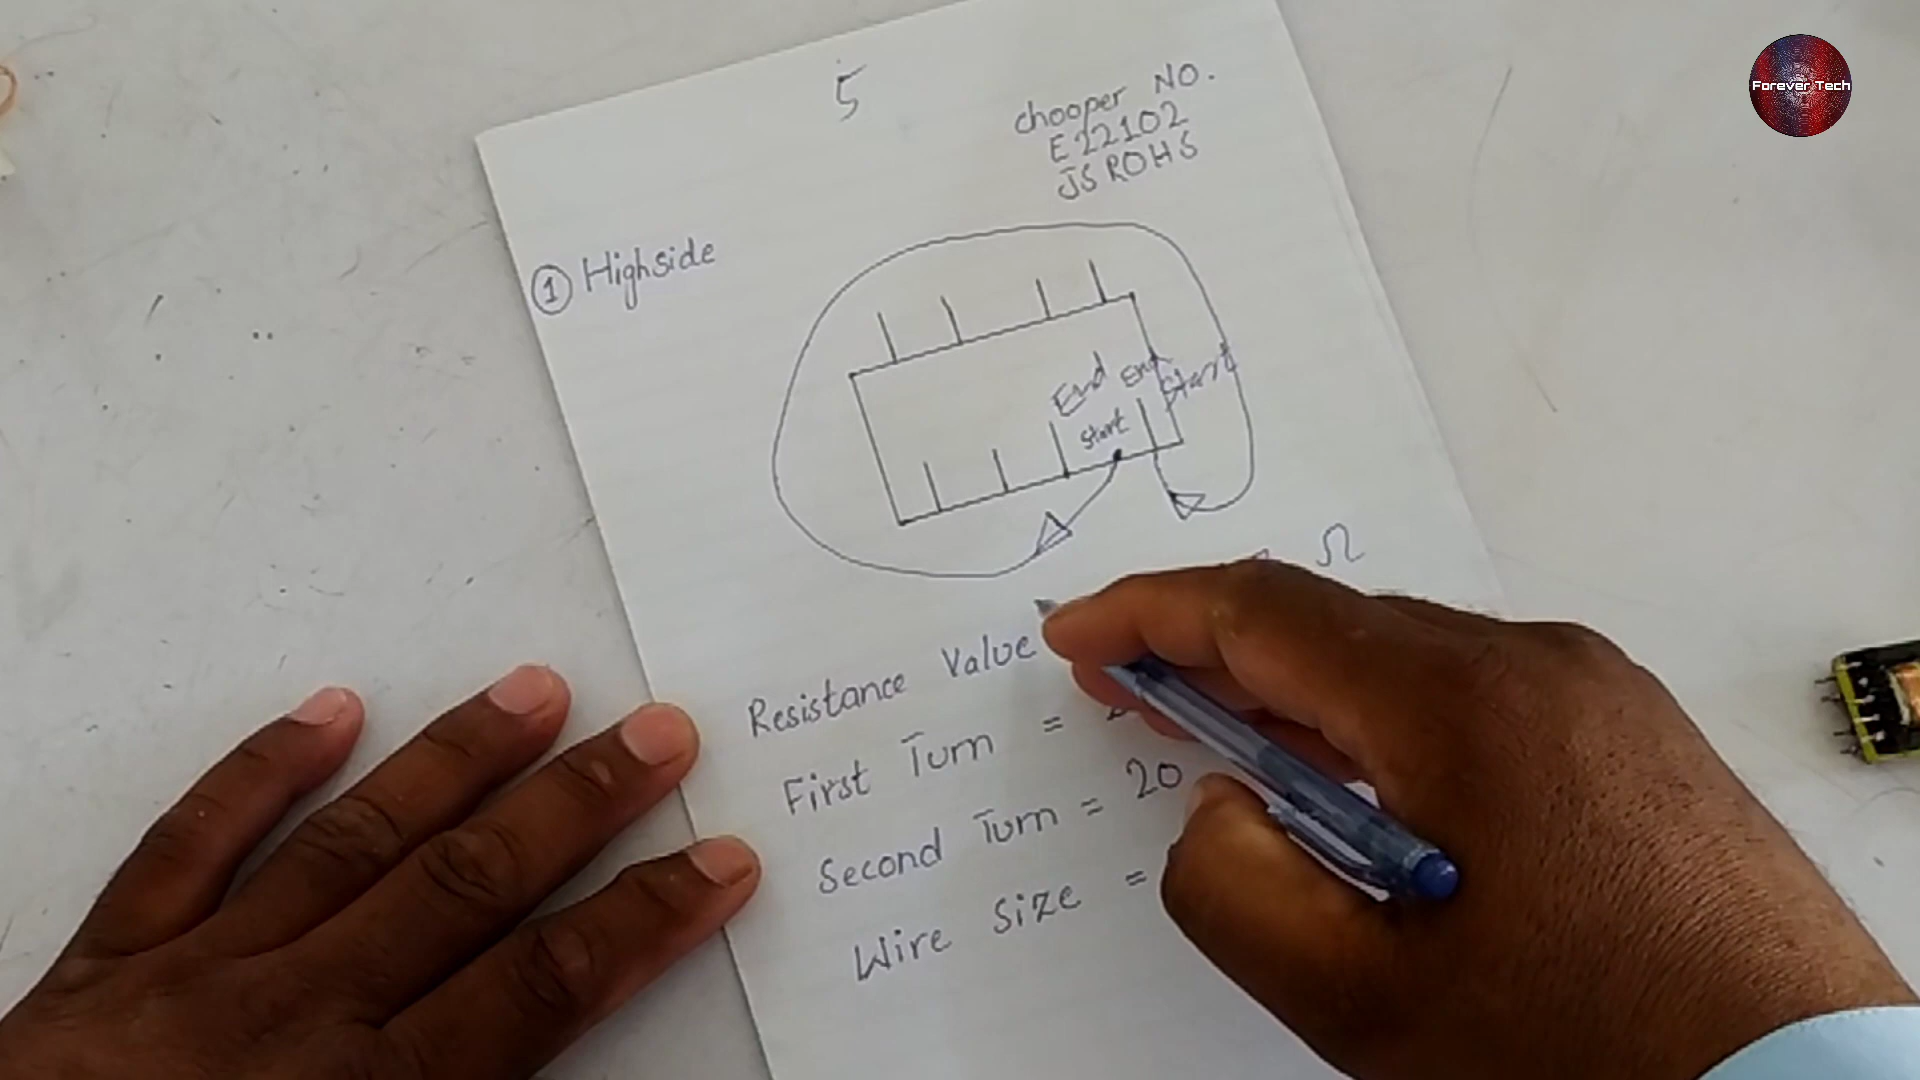 Forever Tech
5
chooper NO.
E22102
JS ROHS
① Highside
End End Start
Start
Ω
Resistance Value
First Turn =
Second Turn = 20
Wire Size =